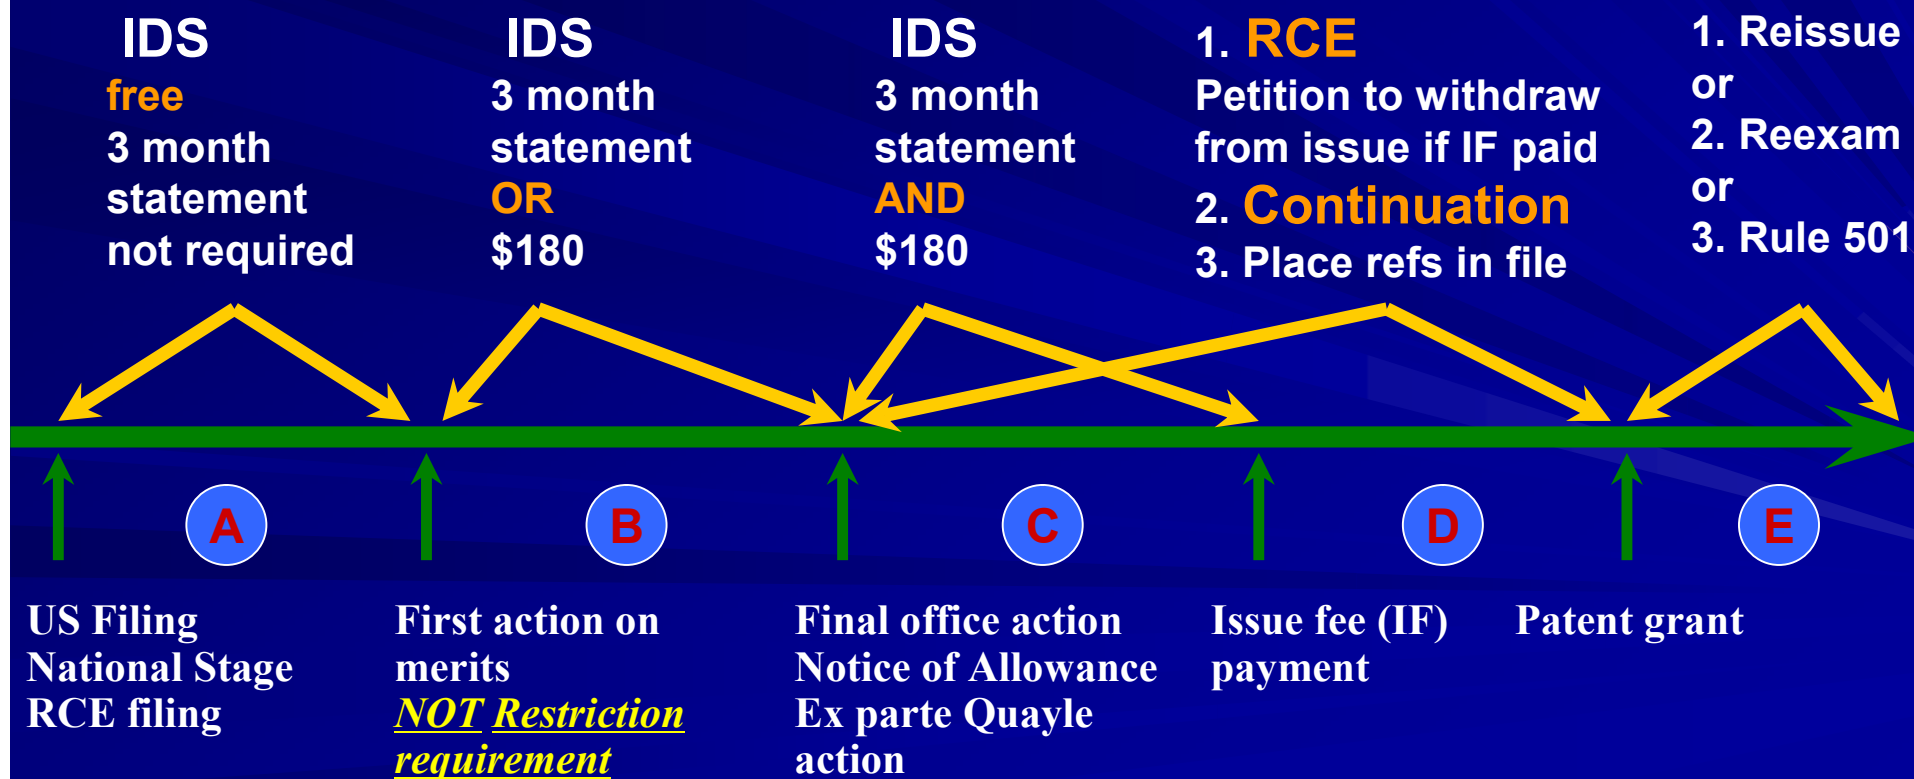 IDS
free
3 month
statement
not required
IDS
3 month
statement
OR
$180
IDS
3 month
statement
AND
$180
1. RCE
Petition to withdraw
from issue if IF paid
2. Continuation
3. Place refs in file
1. Reissue
or
2. Reexam
or
3. Rule 501
A
B
C
D
E
US Filing
National Stage
RCE filing
First action on
merits
NOT Restriction
requirement
Final office action
Notice of Allowance
Ex parte Quayle
action
Issue fee (IF)
payment
Patent grant